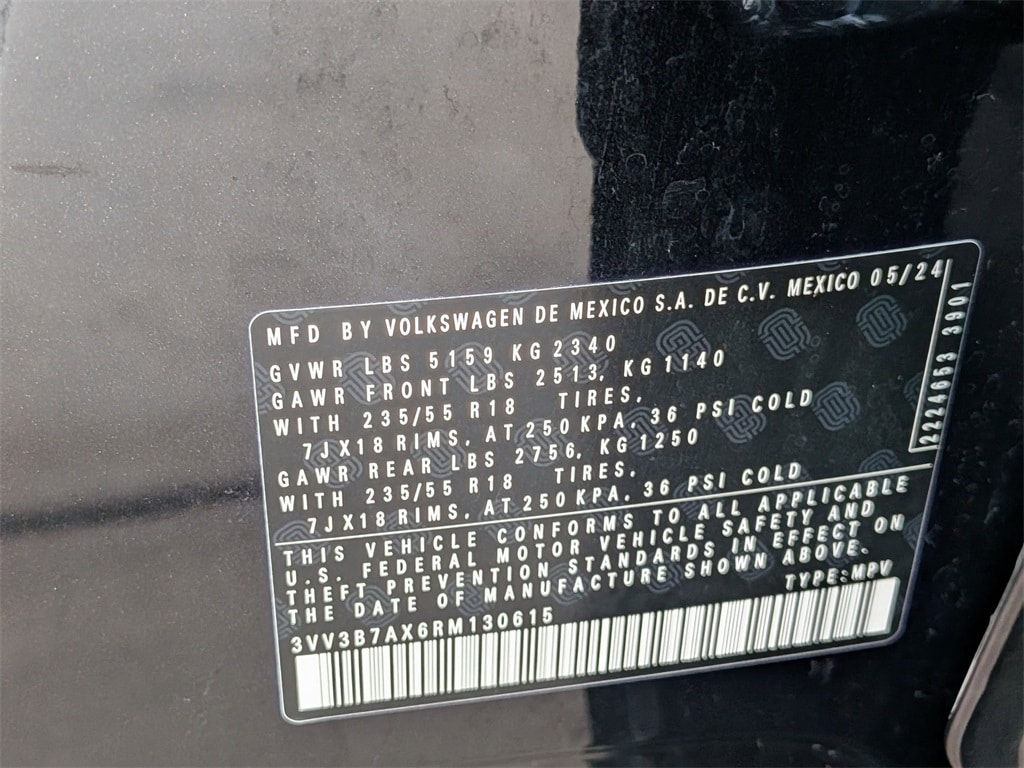 MFD BY VOLKSWAGEN DE MEXICO S.A. DE C.V. MEXICO 05/24
GVWR LBS 5159 KG 2340
GAWR FRONT LBS 2513, KG 1140
WITH 235/55 R18 TIRES,
7JX18 RIMS, AT 250 KPA, 36 PSI COLD
GAWR REAR LBS 2756, KG 1250
WITH 235/55 R18 TIRES,
7JX18 RIMS, AT 250 KPA, 36 PSI COLD
2224653 3901
THIS VEHICLE CONFORMS TO ALL APPLICABLE
U.S. FEDERAL MOTOR VEHICLE SAFETY AND
THEFT PREVENTION STANDARDS IN EFFECT ON
THE DATE OF MANUFACTURE SHOWN ABOVE.
3VV3B7AX6RM130615 TYPE:MPV